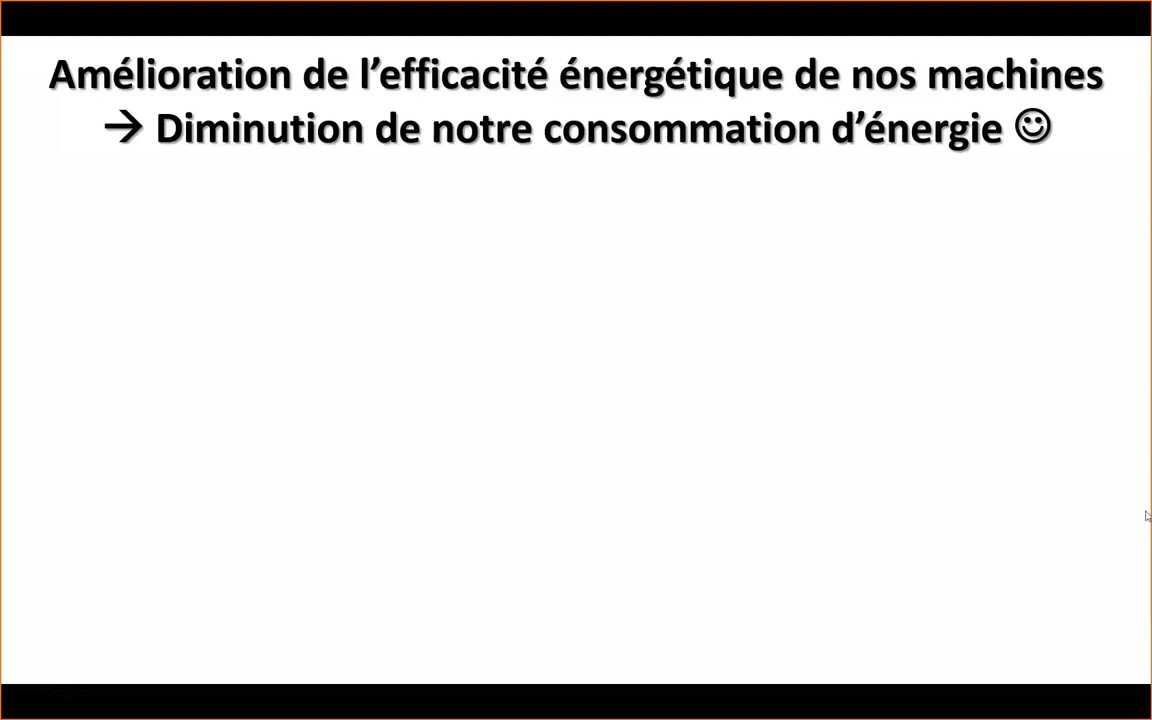 Amélioration de l’efficacité énergétique de nos machines
→ Diminution de notre consommation d’énergie ☺